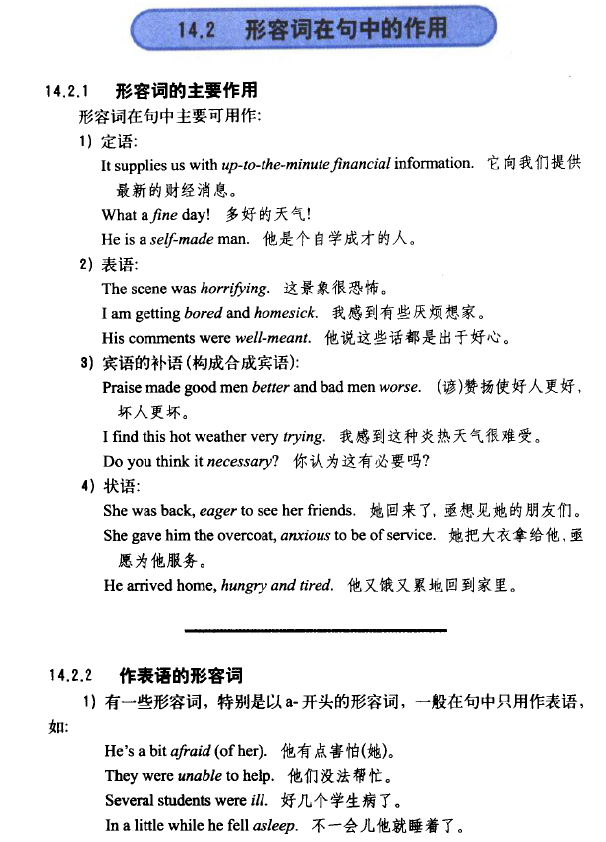 14.2 形容词在句中的作用
14.2.1 形容词的主要作用
形容词在句中主要可用作:
1) 定语:
It supplies us with up-to-the-minute financial information. 它向我们提供
最新的财经消息。
What a fine day! 多好的天气!
He is a self-made man. 他是个自学成才的人。
2) 表语:
The scene was horrifying. 这景象很恐怖。
I am getting bored and homesick. 我感到有些厌烦想家。
His comments were well-meant. 他说这些话都是出于好心。
3) 宾语的补语(构成合成宾语):
Praise made good men better and bad men worse. (谚)赞扬使好人更好,
坏人更坏。
I find this hot weather very trying. 我感到这种炎热天气很难受。
Do you think it necessary? 你认为这有必要吗?
4) 状语:
She was back, eager to see her friends. 她回来了, 亟想见她的朋友们。
She gave him the overcoat, anxious to be of service. 她把大衣拿给他, 亟
愿为他服务。
He arrived home, hungry and tired. 他又饿又累地回到家里。
14.2.2 作表语的形容词
1) 有一些形容词, 特别是以 a- 开头的形容词, 一般在句中只用作表语,
如:
He's a bit afraid (of her). 他有点害怕(她)。
They were unable to help. 他们没法帮忙。
Several students were ill. 好几个学生病了。
In a little while he fell asleep. 不一会儿他就睡着了。